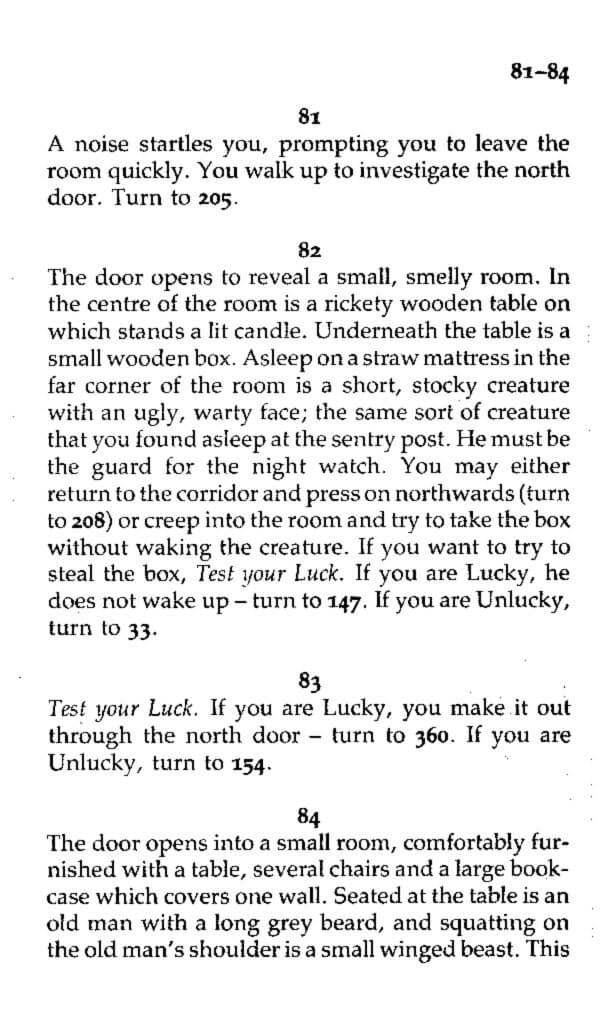 81–84
81
A noise startles you, prompting you to leave the
room quickly. You walk up to investigate the north
door. Turn to 205.
82
The door opens to reveal a small, smelly room. In
the centre of the room is a rickety wooden table on
which stands a lit candle. Underneath the table is a
small wooden box. Asleep on a straw mattress in the
far corner of the room is a short, stocky creature
with an ugly, warty face; the same sort of creature
that you found asleep at the sentry post. He must be
the guard for the night watch. You may either
return to the corridor and press on northwards (turn
to 208) or creep into the room and try to take the box
without waking the creature. If you want to try to
steal the box, Test your Luck. If you are Lucky, he
does not wake up – turn to 147. If you are Unlucky,
turn to 33.
83
Test your Luck. If you are Lucky, you make it out
through the north door – turn to 360. If you are
Unlucky, turn to 154.
84
The door opens into a small room, comfortably fur-
nished with a table, several chairs and a large book-
case which covers one wall. Seated at the table is an
old man with a long grey beard, and squatting on
the old man's shoulder is a small winged beast. This